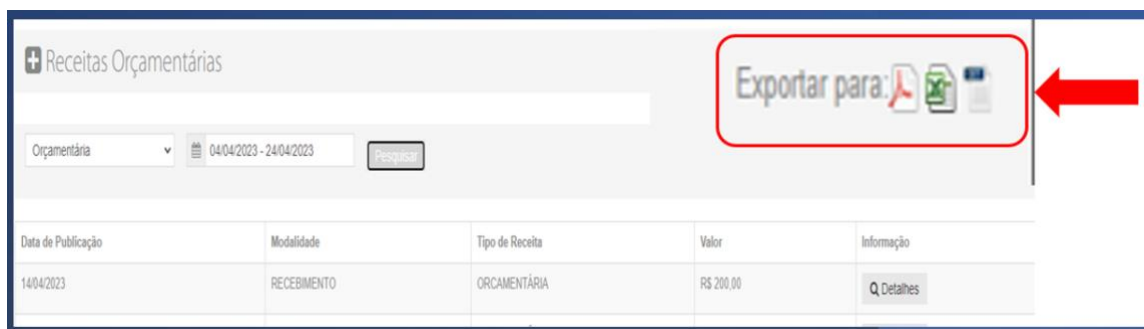 Receitas Orçamentárias
Exportar para:
Orçamentária
04/04/2023 - 24/04/2023
Pesquisar
Data de Publicação Modalidade Tipo de Receita Valor Informação
14/04/2023 RECEBIMENTO ORCAMENTÁRIA R$ 200,00 Detalhes